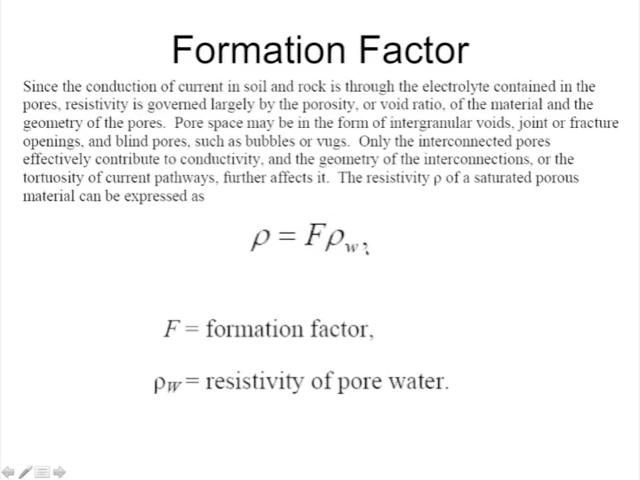 Formation Factor
Since the conduction of current in soil and rock is through the electrolyte contained in the
pores, resistivity is governed largely by the porosity, or void ratio, of the material and the
geometry of the pores. Pore space may be in the form of intergranular voids, joint or fracture
openings, and blind pores, such as bubbles or vugs. Only the interconnected pores
effectively contribute to conductivity, and the geometry of the interconnections, or the
tortuosity of current pathways, further affects it. The resistivity ρ of a saturated porous
material can be expressed as
ρ = Fρw,
F = formation factor,
ρW = resistivity of pore water.